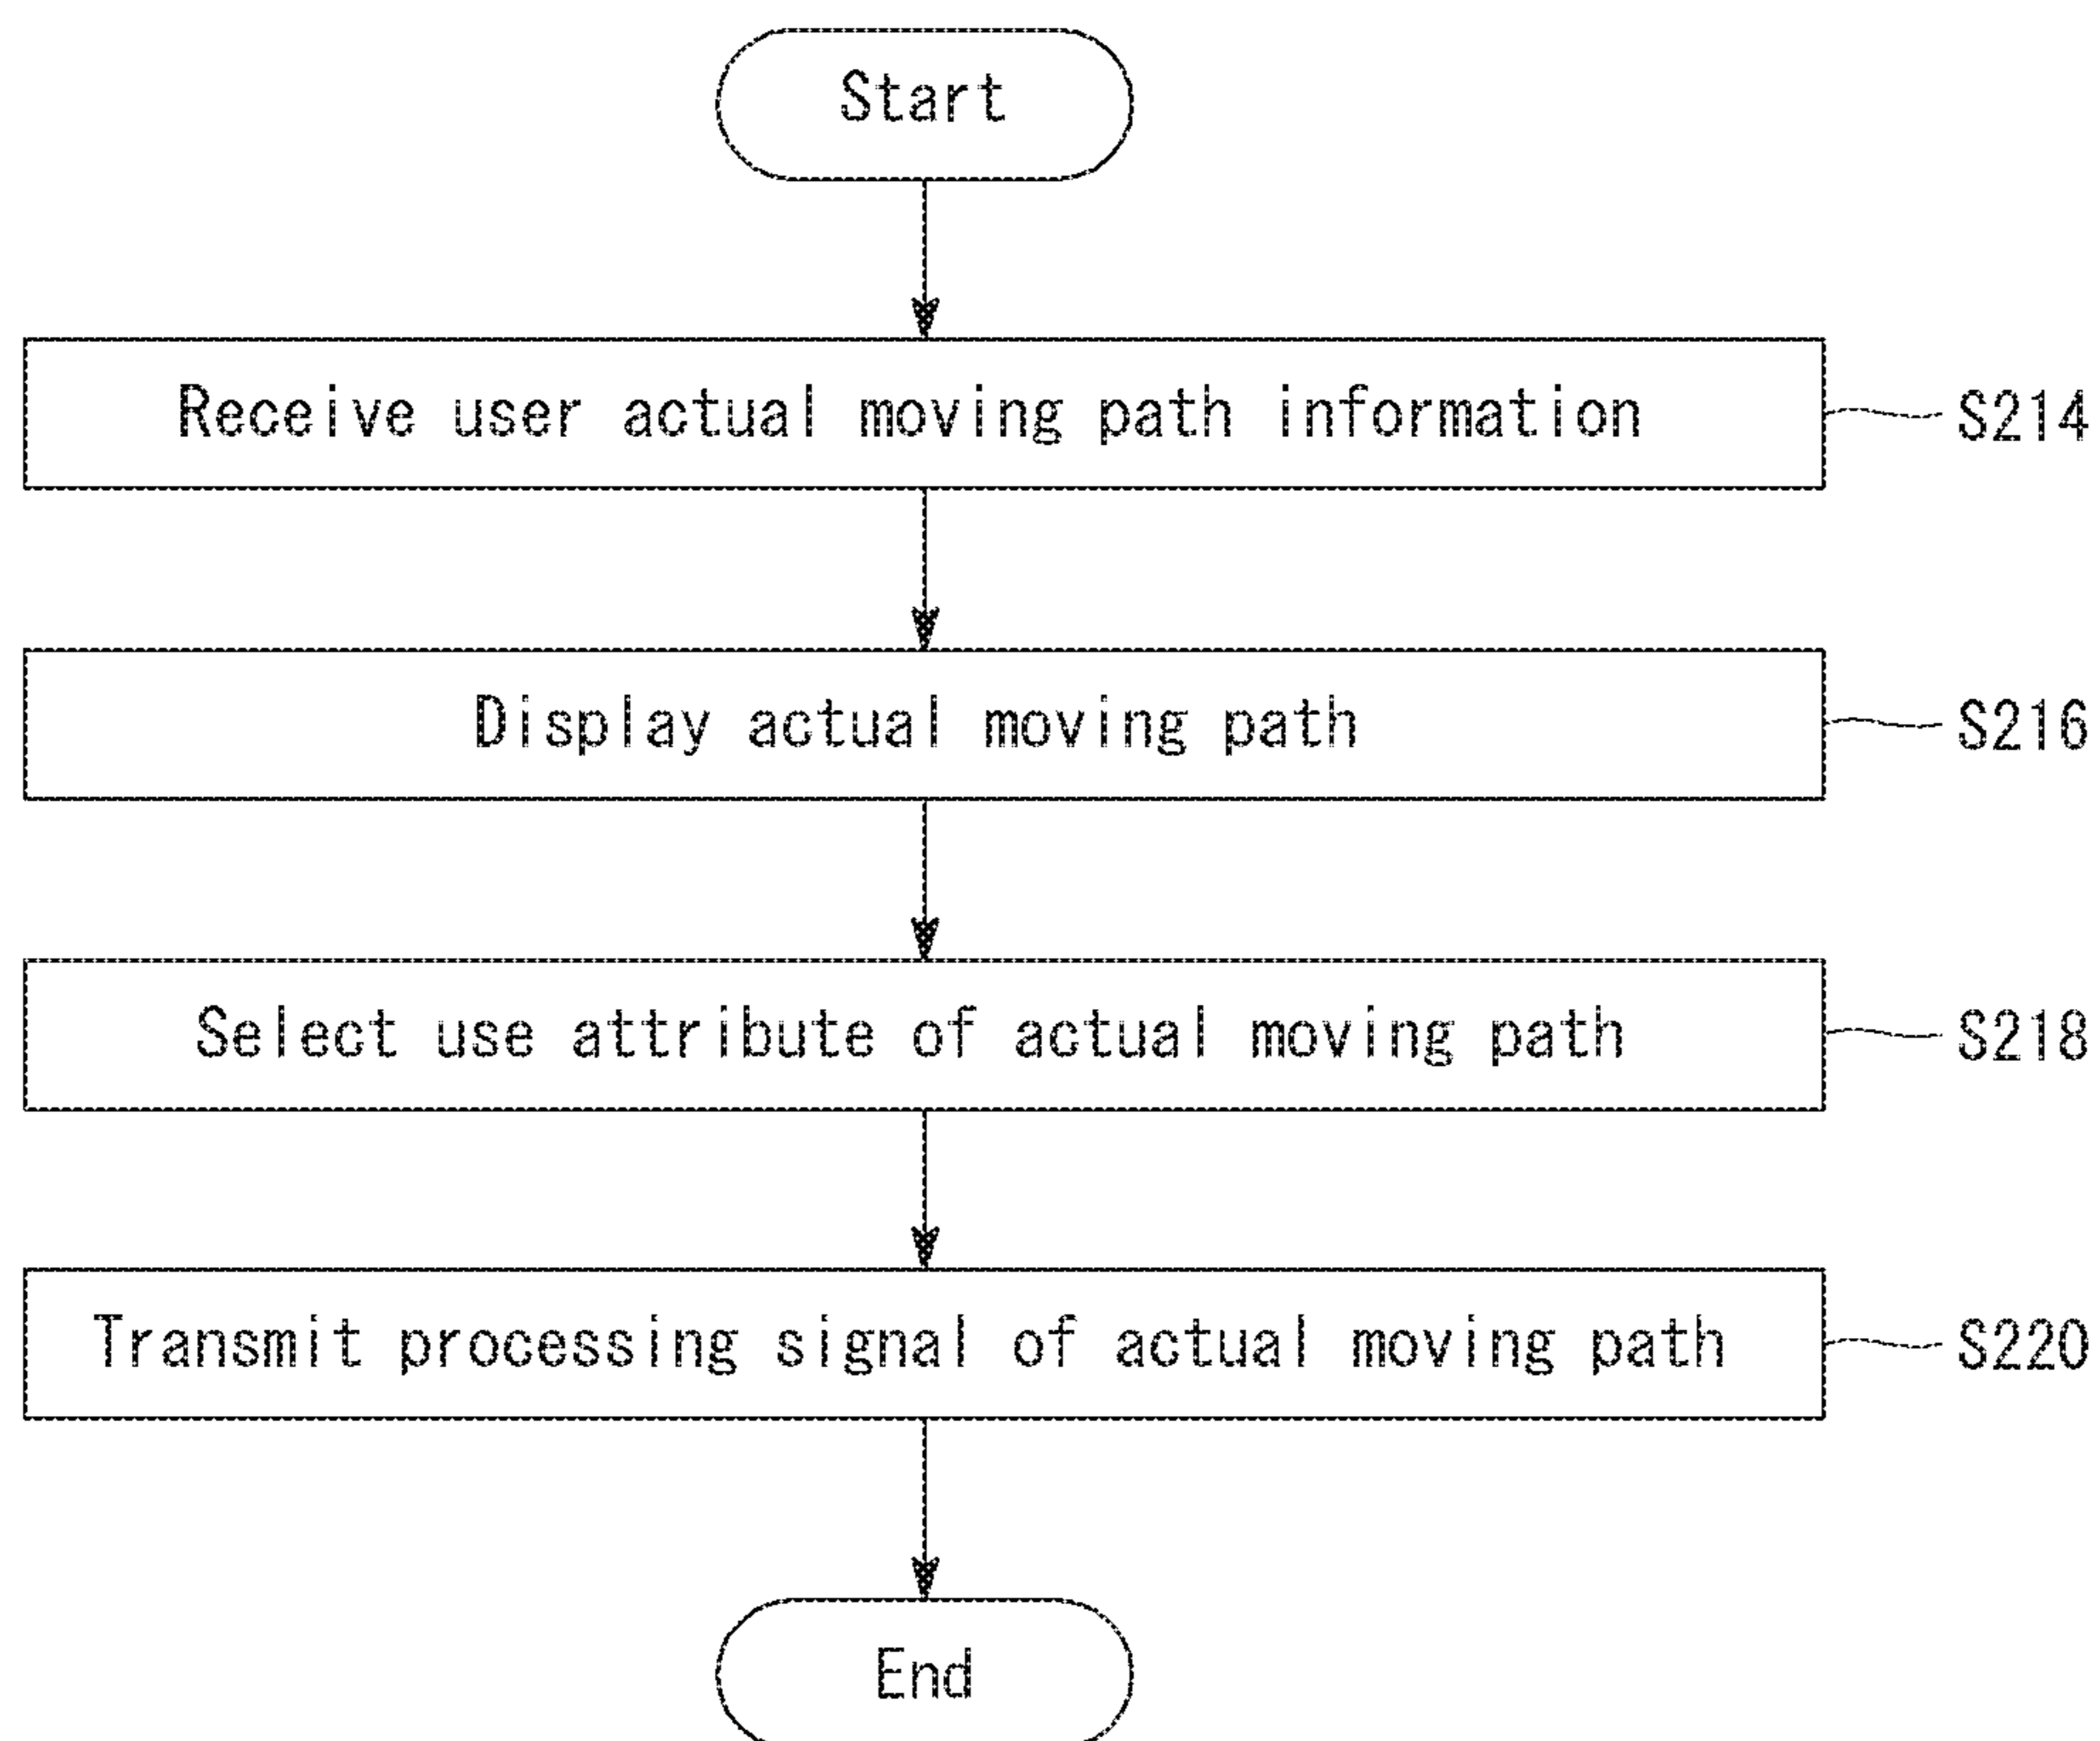 Start
Receive user actual moving path information
S214
Display actual moving path
S216
Select use attribute of actual moving path
S218
Transmit processing signal of actual moving path
S220
End